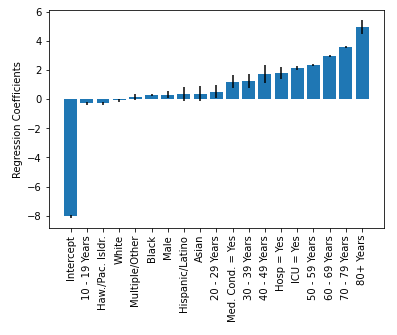 Regression Coefficients
6
4
2
0
−2
−4
−6
−8
Intercept
10 - 19 Years
Haw./Pac. Isldr.
White
Multiple/Other
Black
Male
Hispanic/Latino
Asian
20 - 29 Years
Med. Cond. = Yes
30 - 39 Years
40 - 49 Years
Hosp = Yes
ICU = Yes
50 - 59 Years
60 - 69 Years
70 - 79 Years
80+ Years